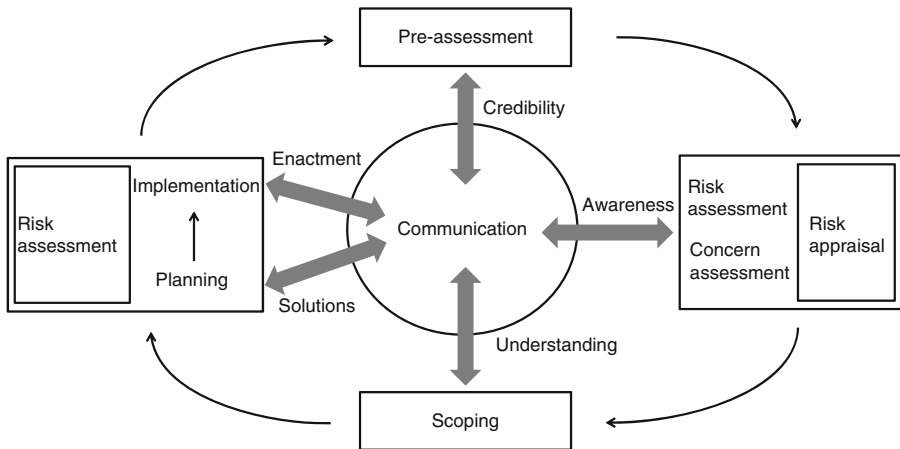 Pre-assessment
Credibility
Enactment
Implementation
Risk
assessment
Planning
Solutions
Communication
Awareness
Risk
assessment
Concern
assessment
Risk
appraisal
Understanding
Scoping